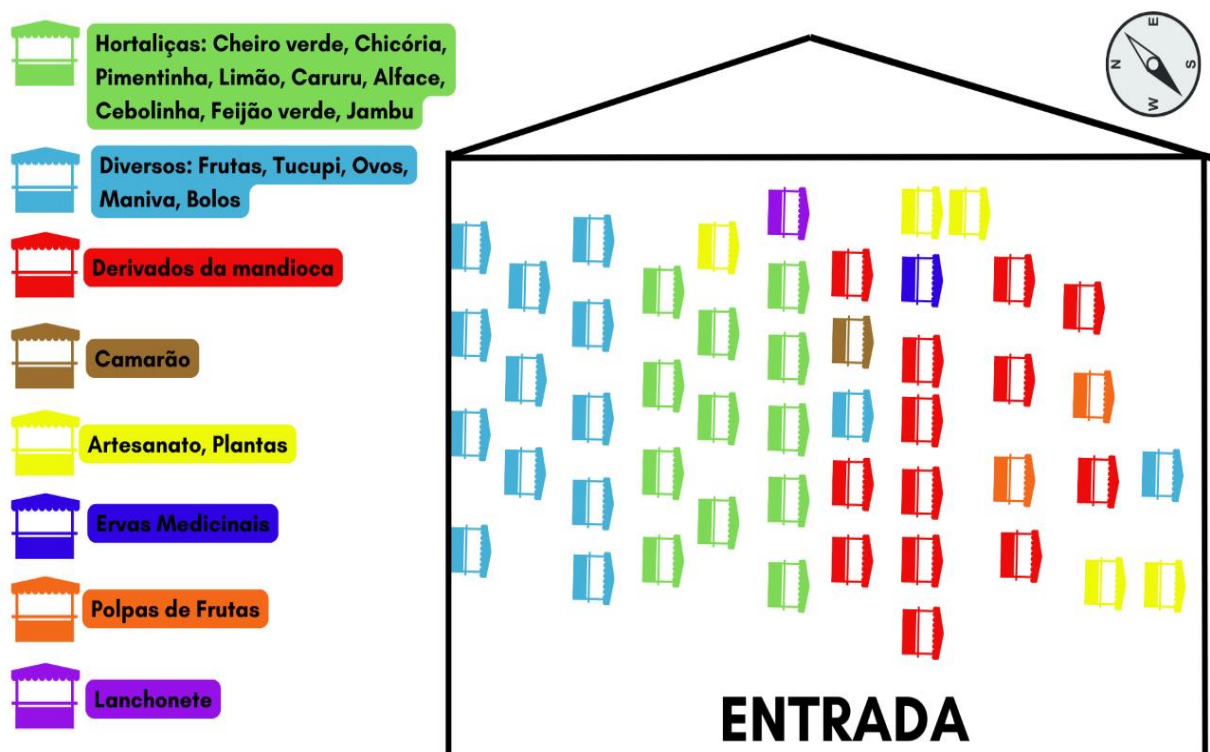 Hortaliças: Cheiro verde, Chicória,
Pimentinha, Limão, Caruru, Alface,
Cebolinha, Feijão verde, Jambu
Diversos: Frutas, Tucupi, Ovos,
Maniva, Bolos
Derivados da mandioca
Camarão
Artesanato, Plantas
Ervas Medicinais
Polpas de Frutas
Lanchonete
N
E
S
W
ENTRADA